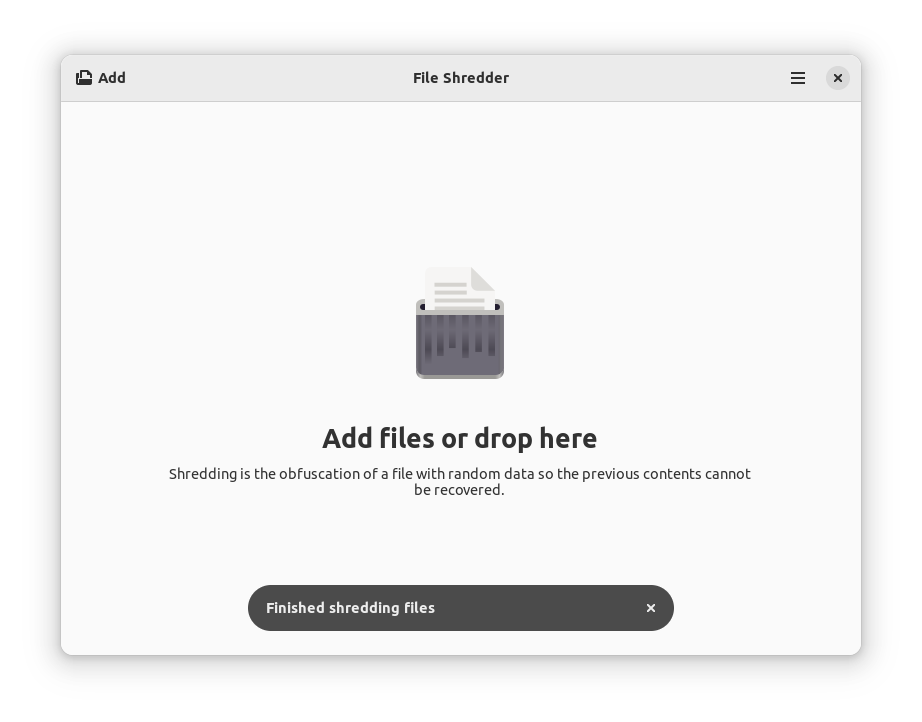 Add
File Shredder
Add files or drop here
Shredding is the obfuscation of a file with random data so the previous contents cannot
be recovered.
Finished shredding files